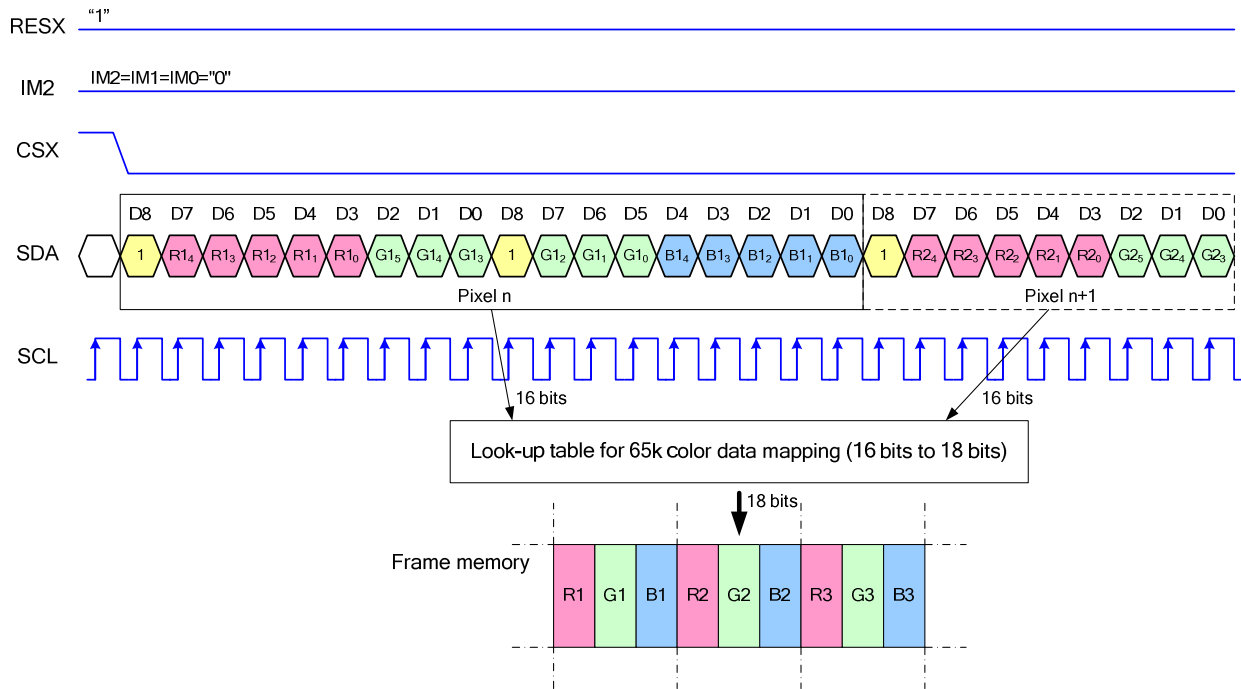 RESX “1”
IM2 IM2=IM1=IM0="0"
CSX
D8 D7 D6 D5 D4 D3 D2 D1 D0 D8 D7 D6 D5 D4 D3 D2 D1 D0 D8 D7 D6 D5 D4 D3 D2 D1 D0
SDA 1 R1₄ R1₃ R1₂ R1₁ R1₀ G1₅ G1₄ G1₃ 1 G1₂ G1₁ G1₀ B1₄ B1₃ B1₂ B1₁ B1₀ 1 R2₄ R2₃ R2₂ R2₁ R2₀ G2₅ G2₄ G2₃
Pixel n Pixel n+1
SCL
16 bits 16 bits
Look-up table for 65k color data mapping (16 bits to 18 bits)
18 bits
Frame memory
R1 G1 B1 R2 G2 B2 R3 G3 B3